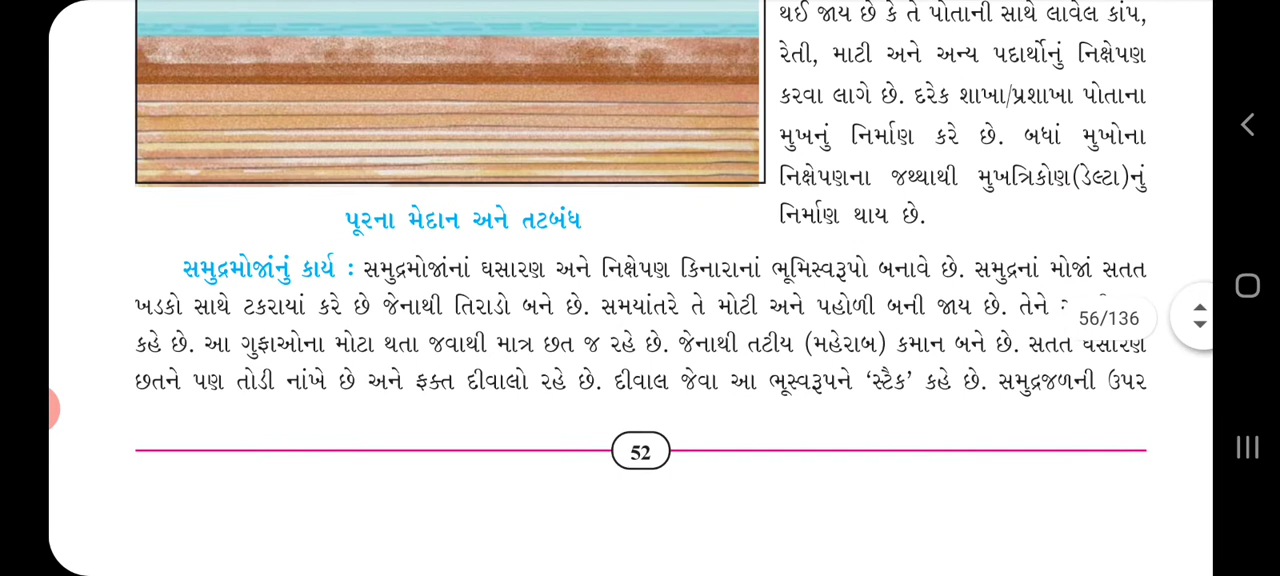 થઈ જાય છે કે તે પોતાની સાથે લાવેલ કાંપ,
રેતી, માટી અને અન્ય પદાર્થોનું નિક્ષેપણ
કરવા લાગે છે. દરેક શાખા/પ્રશાખા પોતાના
મુખનું નિર્માણ કરે છે. બધાં મુખોના
નિક્ષેપણના જથ્થાથી મુખત્રિકોણ(ડેલ્ટા)નું
નિર્માણ થાય છે.
પૂરના મેદાન અને તટબંધ
સમુદ્રમોજાંનું કાર્ય : સમુદ્રમોજાંનાં ઘસારણ અને નિક્ષેપણ કિનારાનાં ભૂમિસ્વરૂપો બનાવે છે. સમુદ્રનાં મોજાં સતત
ખડકો સાથે ટકરાયાં કરે છે જેનાથી તિરાડો બને છે. સમયાંતરે તે મોટી અને પહોળી બની જાય છે. તેને
56/136
કહે છે. આ ગુફાઓના મોટા થતા જવાથી માત્ર છત જ રહે છે. જેનાથી તટીય (મહેરાબ) કમાન બને છે. સતત ઘસારણ
છતને પણ તોડી નાંખે છે અને ફક્ત દીવાલો રહે છે. દીવાલ જેવા આ ભૂસ્વરૂપને ‘સ્ટૈક’ કહે છે. સમુદ્રજળની ઉપર
52